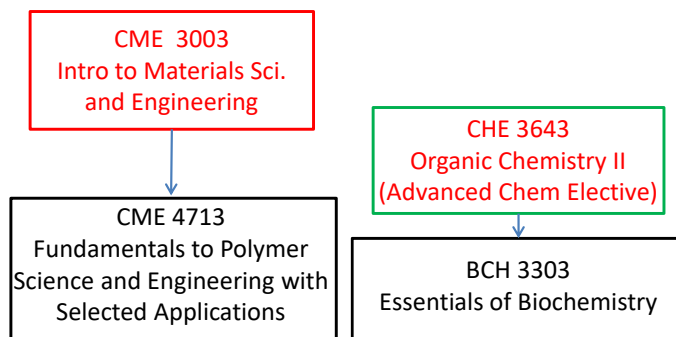 CME  3003
Intro to Materials Sci.
and Engineering
CHE 3643
Organic Chemistry II
(Advanced Chem Elective)
CME 4713
Fundamentals to Polymer
Science and Engineering with
Selected Applications
BCH 3303
Essentials of Biochemistry